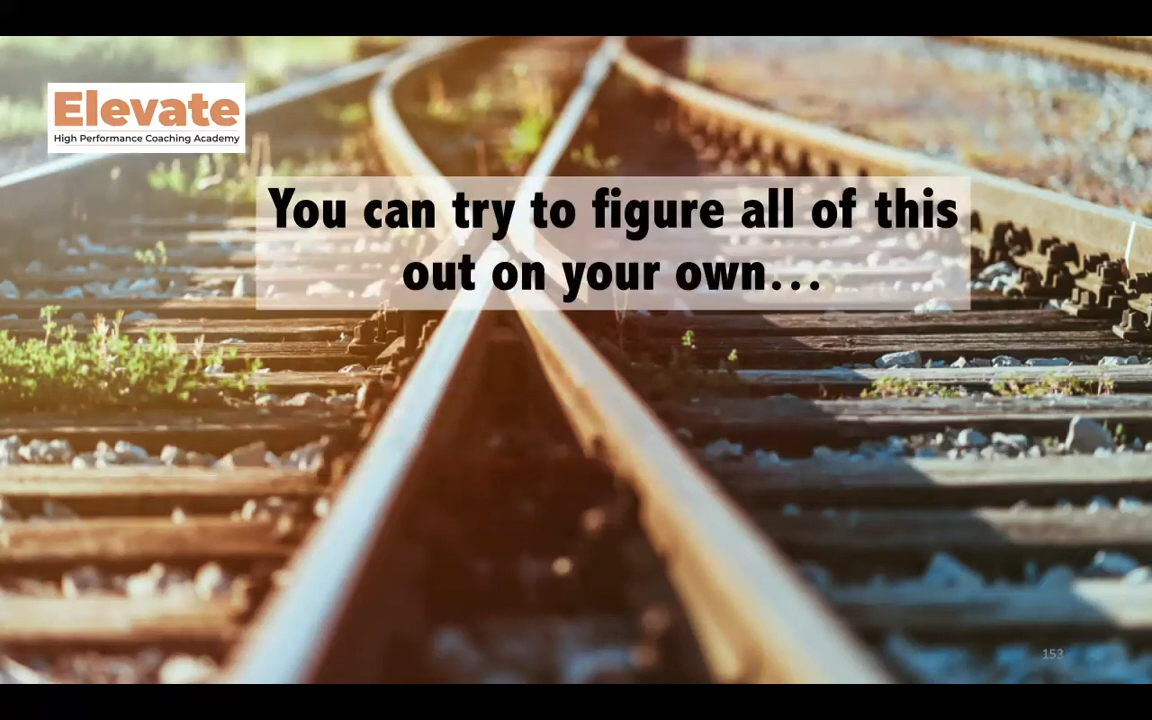 Elevate
High Performance Coaching Academy
You can try to figure all of this
out on your own...
153